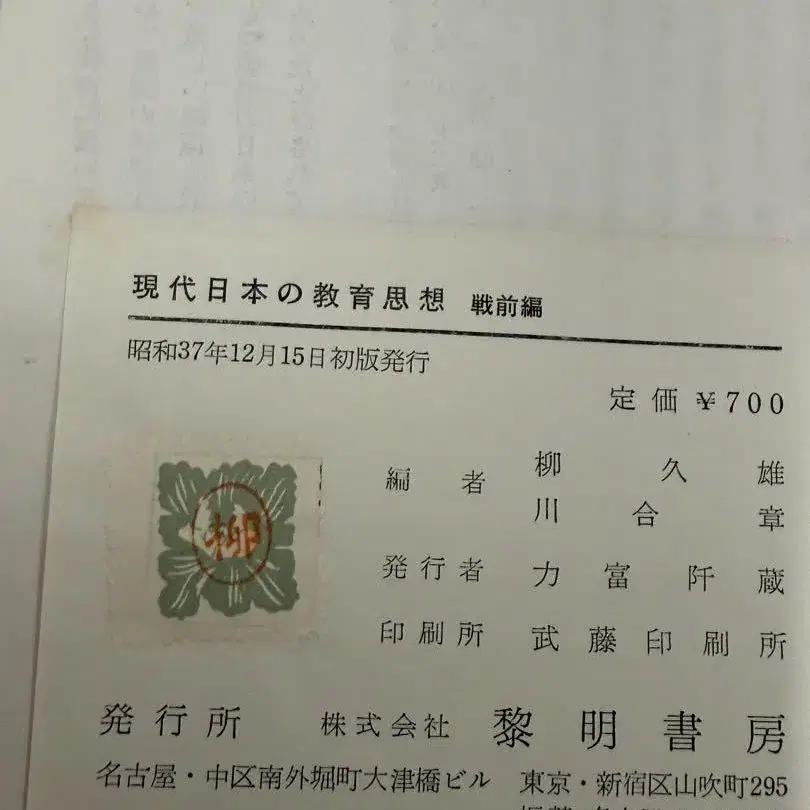 現代日本の教育思想 戦前編
昭和37年12月15日初版発行
定価 ¥700
編者 柳久雄
川合章
柳
発行者 力富阡蔵
印刷所 武藤印刷所
発行所 株式会社 黎明書房
名古屋・中区南外堀町大津橋ビル 東京・新宿区山吹町295